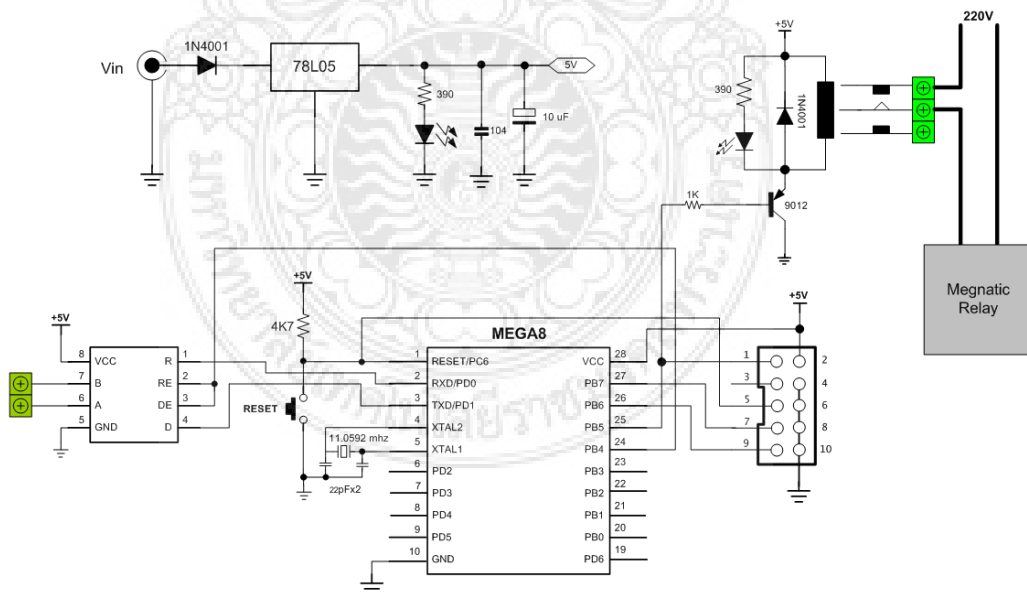 220V
+5V
1N4001
Vin
78L05
5V
390
104
10 uF
390
1N4001
1K
9012
Megnatic
Relay
+5V
4K7
RESET
11.0592 mhz
22pFx2
+5V
8 VCC R 1
7 B RE 2
6 A DE 3
5 GND D 4
MEGA8
1 RESET/PC6 VCC 28
2 RXD/PD0 PB7 27
3 TXD/PD1 PB6 26
4 XTAL2 PB5 25
5 XTAL1 PB4 24
6 PD2 PB3 23
7 PD3 PB2 22
8 PD4 PB1 21
9 PD5 PB0 20
10 GND PD6 19
+5V
1 2
3 4
5 6
7 8
9 10